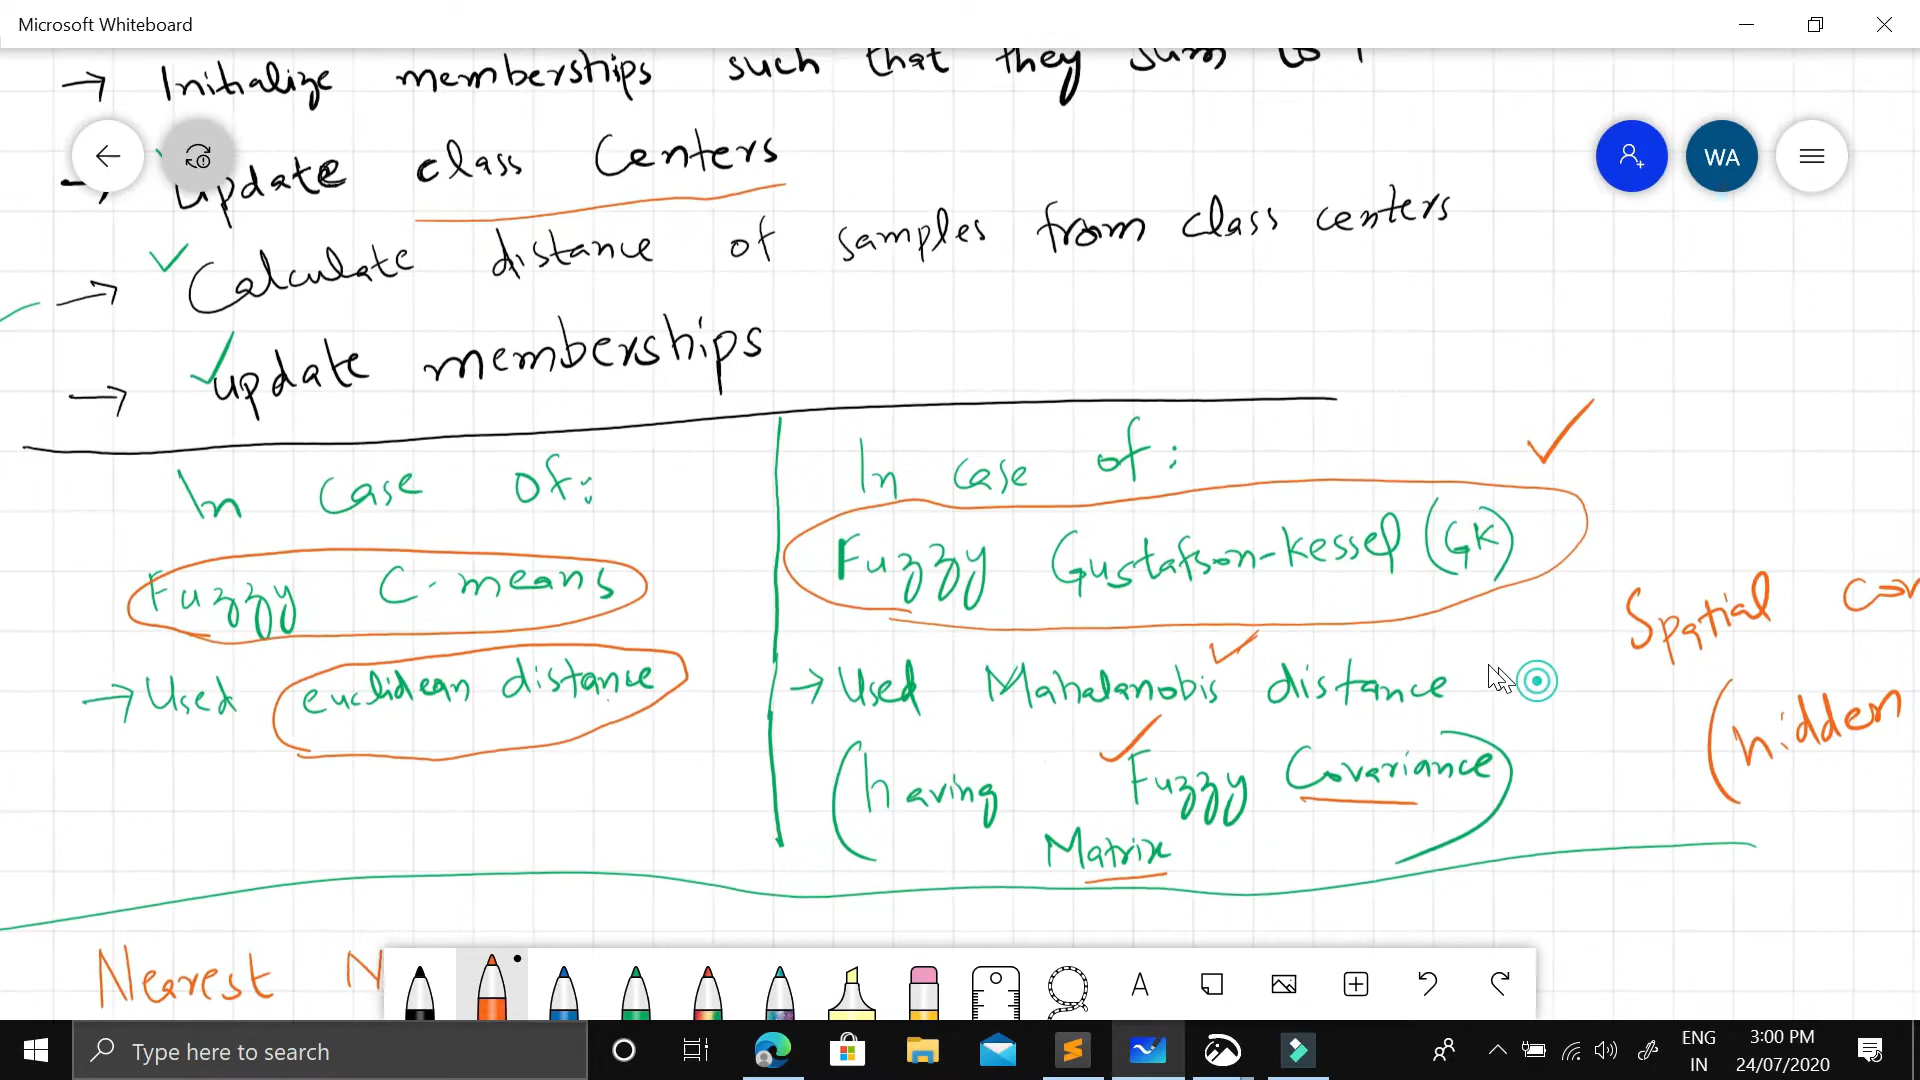 Microsoft Whiteboard
→ Initialize memberships such that they sum to 1
→ update class Centers
WA
→ Calculate distance of samples from class centers
→ update memberships
In case of:
Fuzzy C-means
→ Used euclidean distance
In case of:
Fuzzy Gustafson-kessel (GK)
→ Used Mahalanobis distance
(having Fuzzy Covariance
Matrix)
Spatial
(hidden
Nearest
A
Type here to search
ENG
IN
3:00 PM
24/07/2020